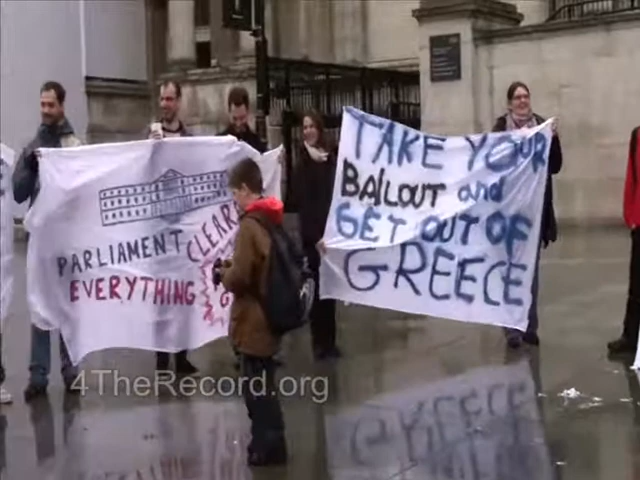 PARLIAMENT CLEAR
EVERYTHING
TAKE YOUR
BAILOUT and
GET OUT OF
GREECE
4TheRecord.org